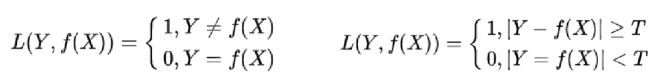 L(Y, f(X)) = { 1, Y ≠ f(X)
0, Y = f(X)
L(Y, f(X)) = { 1, |Y − f(X)| ≥ T
0, |Y = f(X)| < T